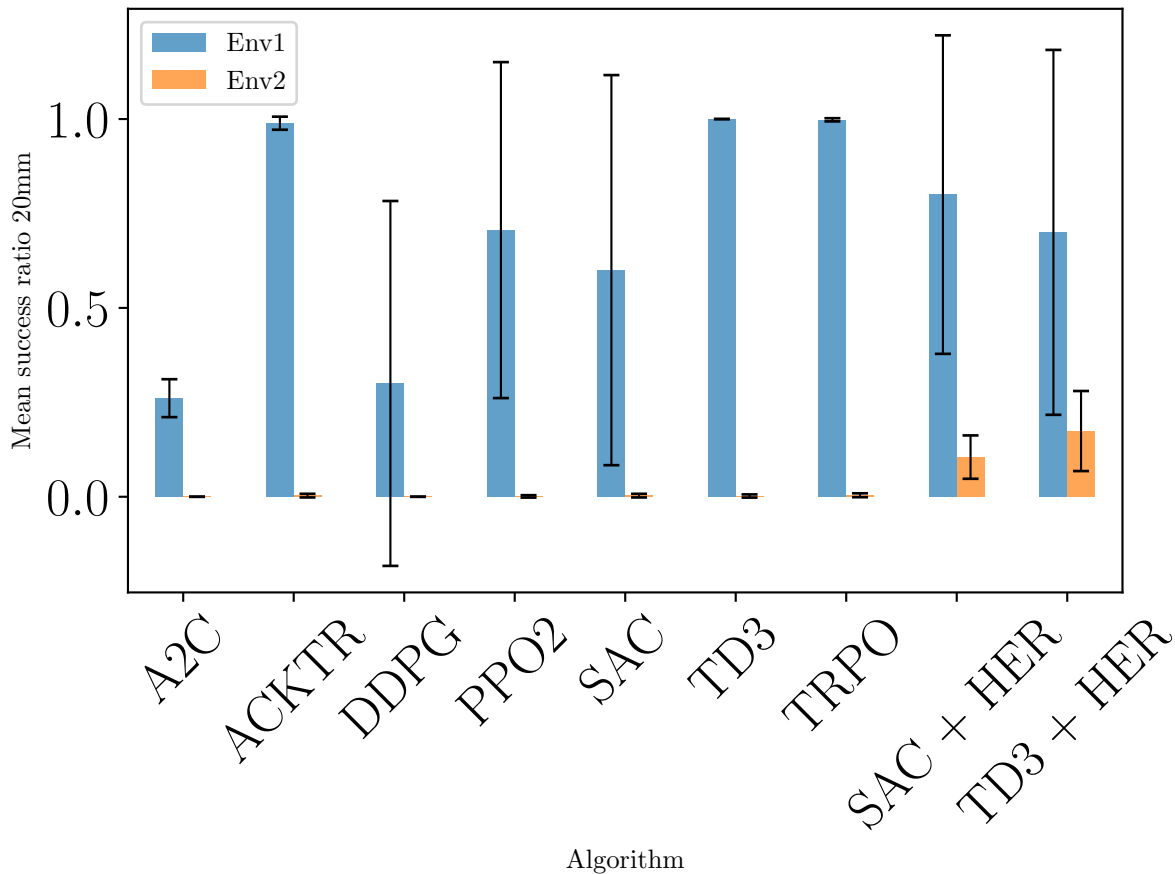 Env1
Env2
Mean success ratio 20mm
1.0
0.5
0.0
A2C
ACKTR
DDPG
PPO2
SAC
TD3
TRPO
SAC + HER
TD3 + HER
Algorithm